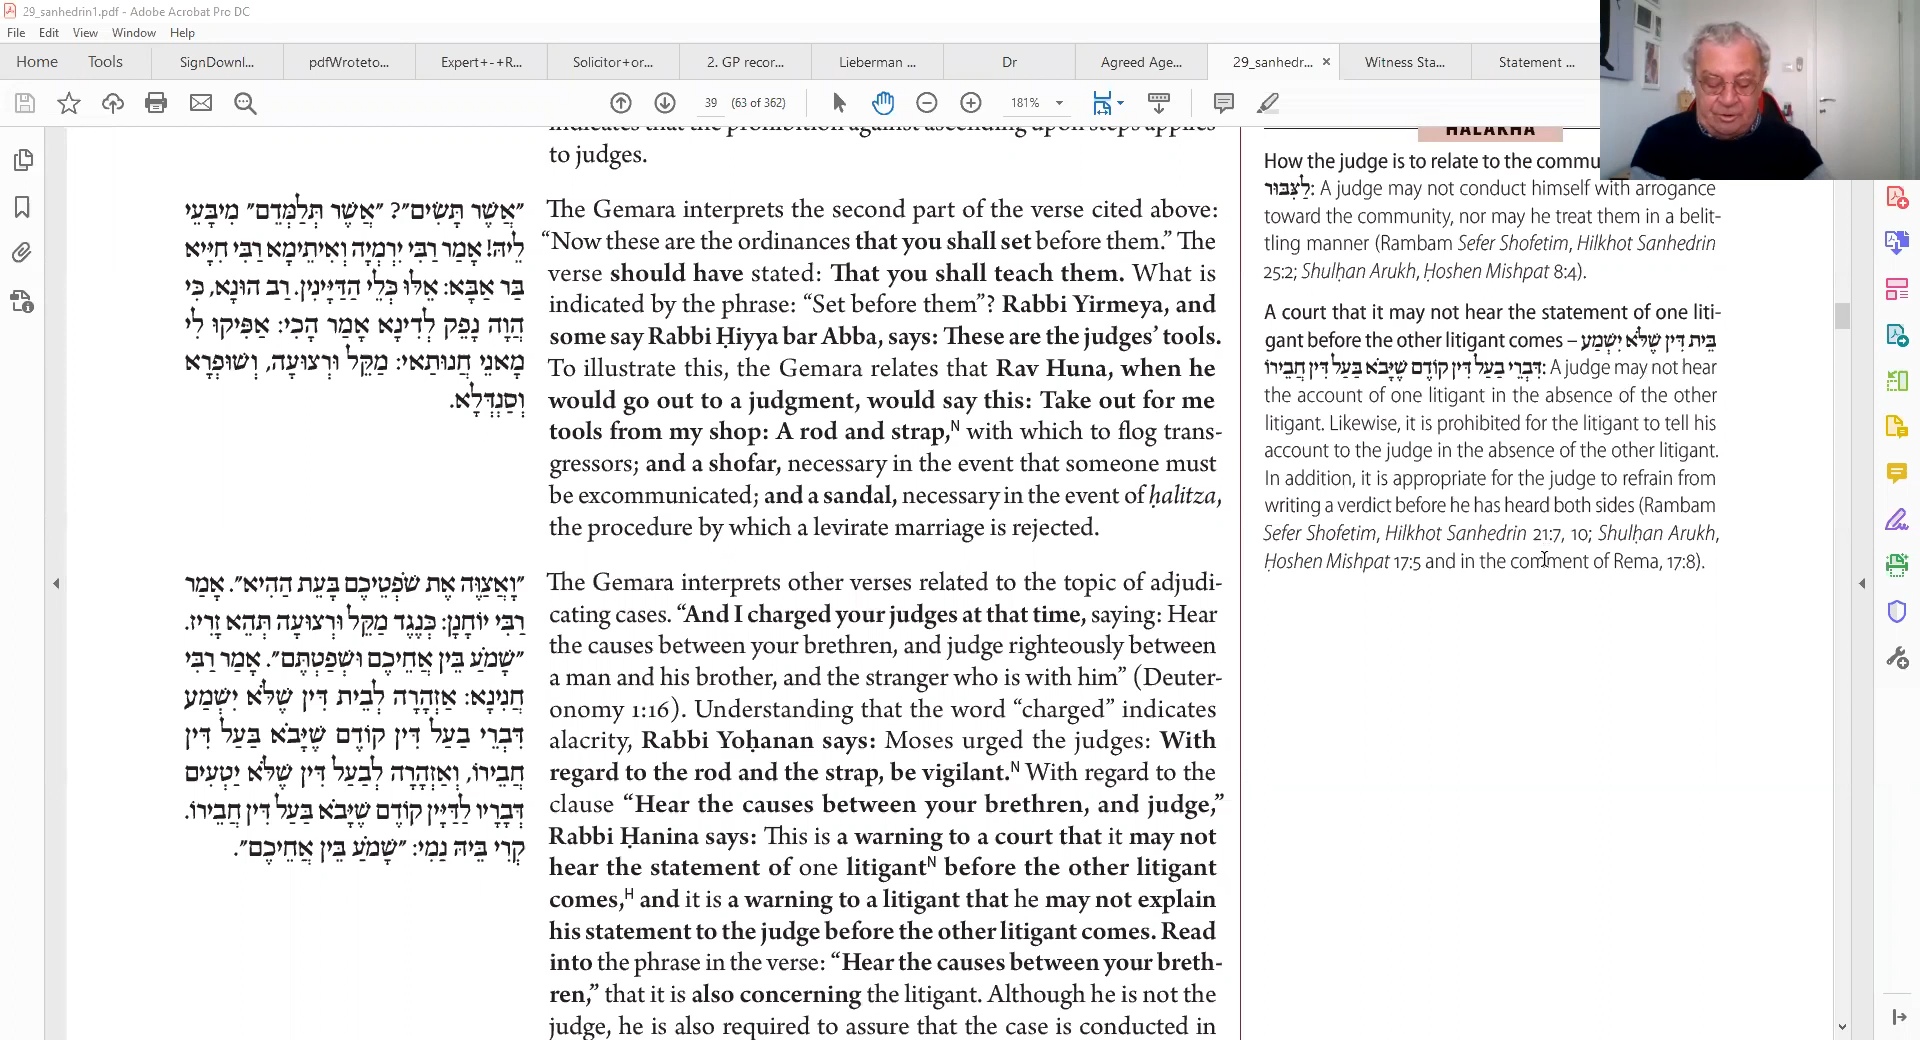 29_sanhedrin1.pdf - Adobe Acrobat Pro DC
File Edit View Window Help
Home Tools SignDownl... pdfWroteto... Expert+-+R... Solicitor+or... 2. GP recor... Lieberman ... Dr Agreed Age... 29_sanhedr... × Witness Sta... Statement ...
39 (63 of 362) 181%
indicates that the prohibition against ascending upon steps applies
to judges.
״אֲשֶׁר תָּשִׂים״? ״אֲשֶׁר תְּלַמְּדֵם״ מִיבָּעֵי
לֵיהּ! אָמַר רַבִּי יִרְמְיָה וְאִיתֵּימָא רַבִּי חִיָּיא
בַּר אַבָּא: אֵלּוּ כְּלֵי הַדַּיָּינִין. רַב הוּנָא, כִּי
הֲוָה נָפֵק לְדִינָא אָמַר הָכִי: אַפִּיקוּ לִי
מָאנֵי חֲנוּתַאי: מַקֵּל וּרְצוּעָה, וְשׁוּפְרָא
וְסַנְדְּלָא.
The Gemara interprets the second part of the verse cited above:
“Now these are the ordinances that you shall set before them.” The
verse should have stated: That you shall teach them. What is
indicated by the phrase: “Set before them”? Rabbi Yirmeya, and
some say Rabbi Ḥiyya bar Abba, says: These are the judges’ tools.
To illustrate this, the Gemara relates that Rav Huna, when he
would go out to a judgment, would say this: Take out for me
tools from my shop: A rod and strap,N with which to flog trans-
gressors; and a shofar, necessary in the event that someone must
be excommunicated; and a sandal, necessary in the event of ḥalitza,
the procedure by which a levirate marriage is rejected.
״וָאֲצַוֶּה אֶת שֹׁפְטֵיכֶם בָּעֵת הַהִיא״. אָמַר
רַבִּי יוֹחָנָן: כְּנֶגֶד מַקֵּל וּרְצוּעָה תְּהֵא זָרִיז.
״שָׁמֹעַ בֵּין אֲחֵיכֶם וּשְׁפַטְתֶּם״. אָמַר רַבִּי
חֲנִינָא: אַזְהָרָה לְבֵית דִּין שֶׁלֹּא יִשְׁמַע
דִּבְרֵי בַעַל דִּין קוֹדֶם שֶׁיָּבֹא בַּעַל דִּין
חֲבֵירוֹ, וְאַזְהָרָה לְבַעַל דִּין שֶׁלֹּא יַטְעִים
דְּבָרָיו לַדַּיָּין קוֹדֶם שֶׁיָּבֹא בַּעַל דִּין חֲבֵירוֹ.
קְרִי בֵּיהּ נַמִי: ״שָׁמֹעַ בֵּין אֲחֵיכֶם״.
The Gemara interprets other verses related to the topic of adjudi-
cating cases. “And I charged your judges at that time, saying: Hear
the causes between your brethren, and judge righteously between
a man and his brother, and the stranger who is with him” (Deuter-
onomy 1:16). Understanding that the word “charged” indicates
alacrity, Rabbi Yoḥanan says: Moses urged the judges: With
regard to the rod and the strap, be vigilant.N With regard to the
clause “Hear the causes between your brethren, and judge,”
Rabbi Ḥanina says: This is a warning to a court that it may not
hear the statement of one litigantN before the other litigant
comes,H and it is a warning to a litigant that he may not explain
his statement to the judge before the other litigant comes. Read
into the phrase in the verse: “Hear the causes between your breth-
ren,” that it is also concerning the litigant. Although he is not the
judge, he is also required to assure that the case is conducted in
HALAKHA
How the judge is to relate to the commu
לַצִּבּוּר: A judge may not conduct himself with arrogance
toward the community, nor may he treat them in a belit-
tling manner (Rambam Sefer Shofetim, Hilkhot Sanhedrin
25:2; Shulḥan Arukh, Ḥoshen Mishpat 8:4).
A court that it may not hear the statement of one liti-
gant before the other litigant comes – בֵּית דִּין שֶׁלֹּא יִשְׁמַע
דִּבְרֵי בַעַל דִּין קוֹדֶם שֶׁיָּבֹא בַּעַל דִּין חֲבֵירוֹ: A judge may not hear
the account of one litigant in the absence of the other
litigant. Likewise, it is prohibited for the litigant to tell his
account to the judge in the absence of the other litigant.
In addition, it is appropriate for the judge to refrain from
writing a verdict before he has heard both sides (Rambam
Sefer Shofetim, Hilkhot Sanhedrin 21:7, 10; Shulḥan Arukh,
Ḥoshen Mishpat 17:5 and in the comment of Rema, 17:8).